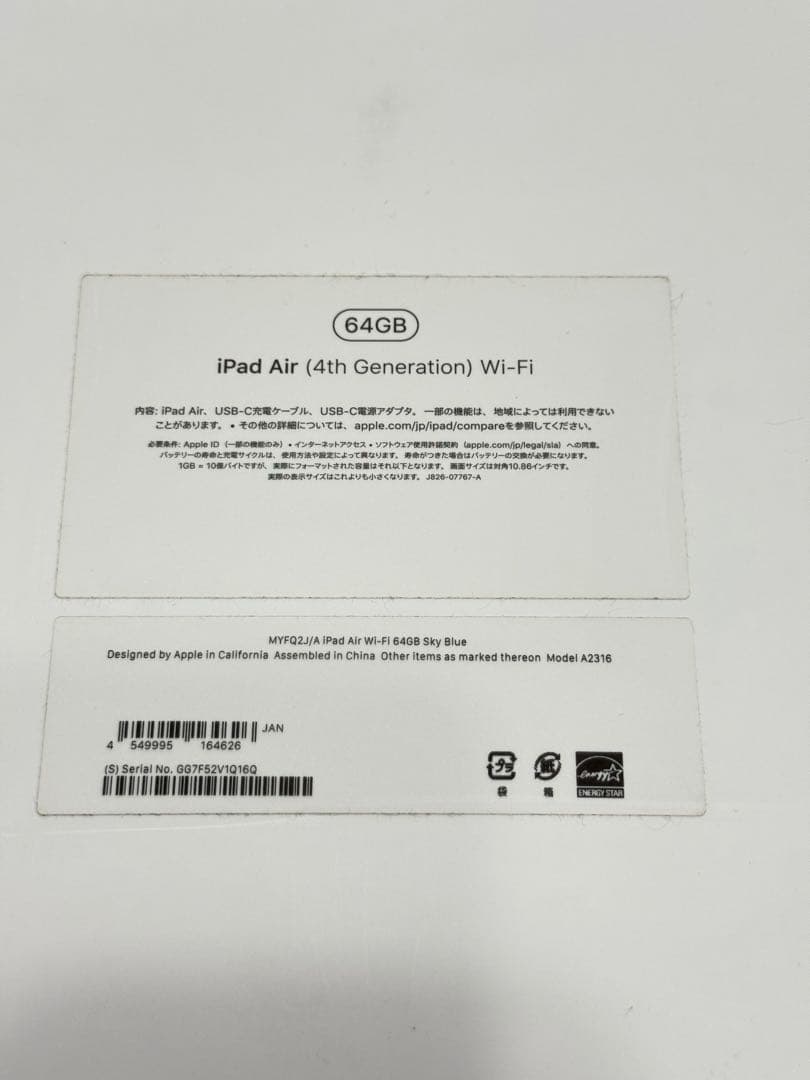 64GB
iPad Air (4th Generation) Wi-Fi
内容: iPad Air、USB-C充電ケーブル、USB-C電源アダプタ。一部の機能は、地域によっては利用できない
ことがあります。• その他の詳細については、apple.com/jp/ipad/compareを参照してください。
必要条件: Apple ID（一部の機能のみ）• インターネットアクセス • ソフトウェア使用許諾契約（apple.com/jp/legal/sla）への同意。
バッテリーの寿命と充電サイクルは、使用方法や設定によって異なります。寿命がつきた場合はバッテリーの交換が必要になります。
1GB = 10億バイトですが、実際にフォーマットされた容量はそれ以下となります。画面サイズは対角10.86インチです。
実際の表示サイズはこれよりも小さくなります。J826-07767-A
MYFQ2J/A iPad Air Wi-Fi 64GB Sky Blue
Designed by Apple in California Assembled in China Other items as marked thereon Model A2316
JAN
4 549995 164626
(S) Serial No. GG7F52V1Q16Q
プラ
紙
energy
袋
箱
ENERGY STAR